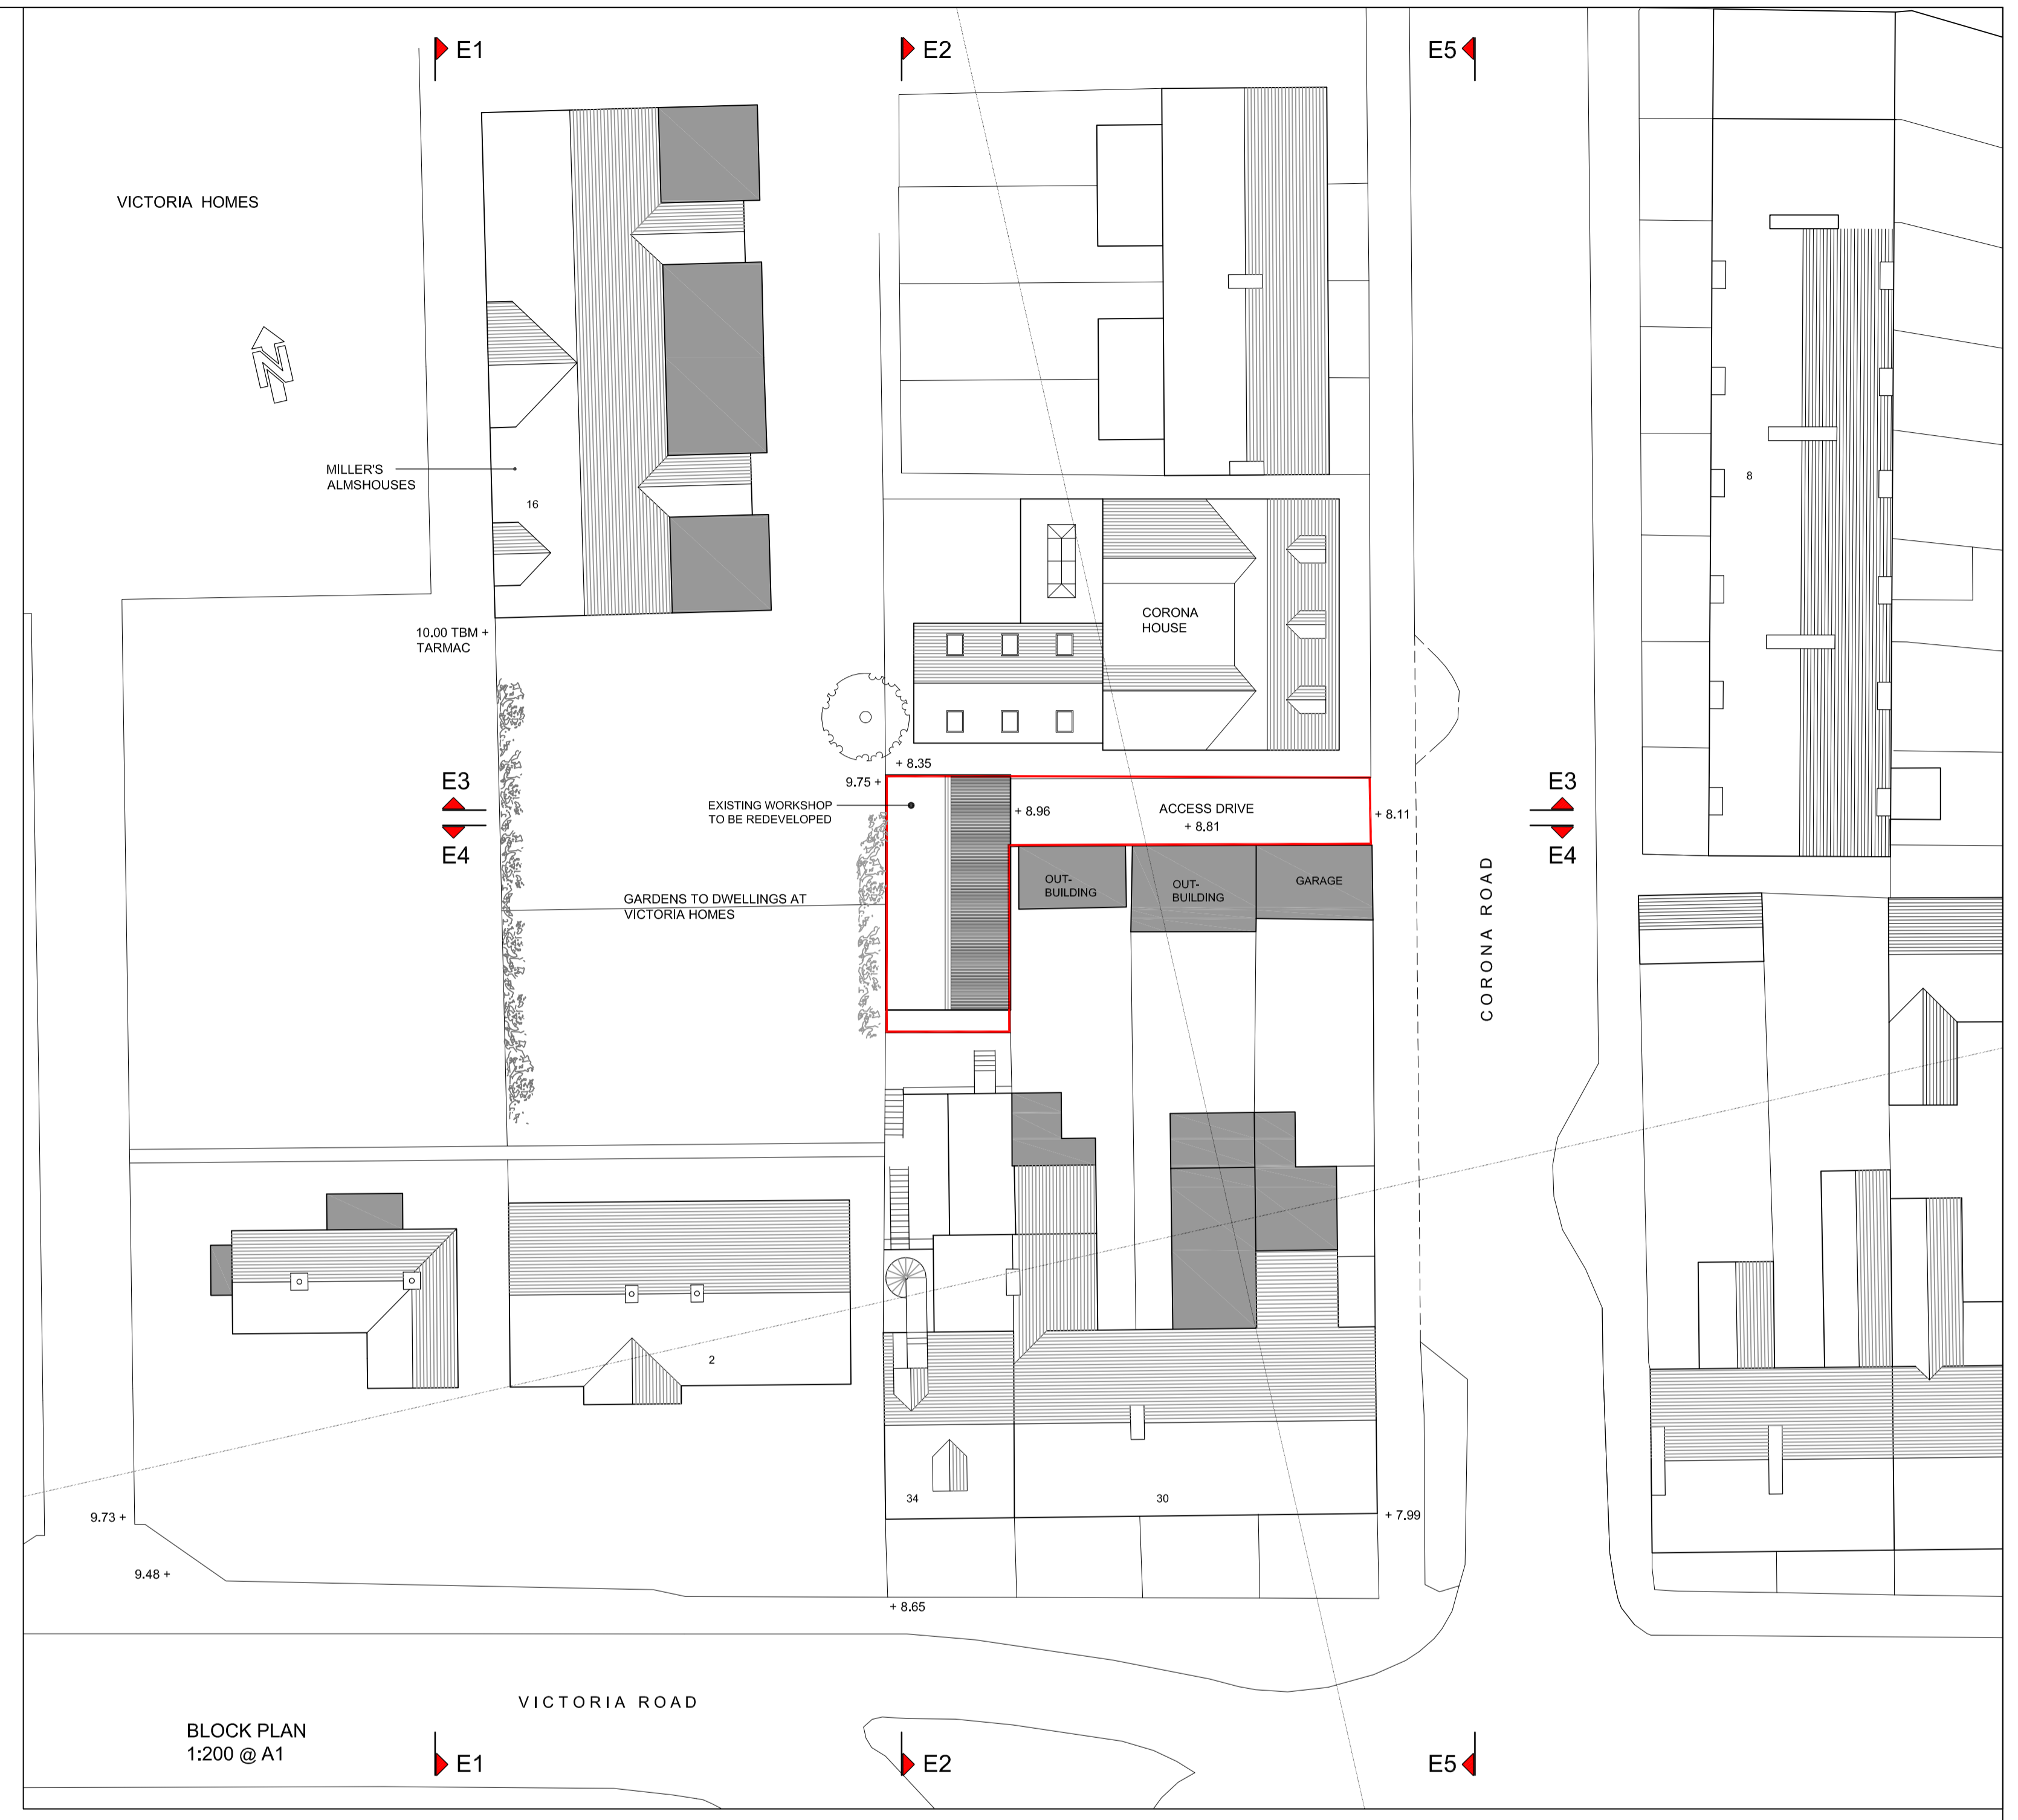 E1
E2
E5
VICTORIA HOMES
N
MILLER'S
ALMSHOUSES
16
8
CORONA
HOUSE
10.00 TBM +
TARMAC
+ 8.35
9.75 +
E3
E4
EXISTING WORKSHOP
TO BE REDEVELOPED
+ 8.96
ACCESS DRIVE
+ 8.81
+ 8.11
E3
E4
OUT-
BUILDING
OUT-
BUILDING
GARAGE
GARDENS TO DWELLINGS AT
VICTORIA HOMES
CORONA ROAD
2
34
30
9.73 +
+ 7.99
9.48 +
+ 8.65
VICTORIA ROAD
BLOCK PLAN
1:200 @ A1
E1
E2
E5